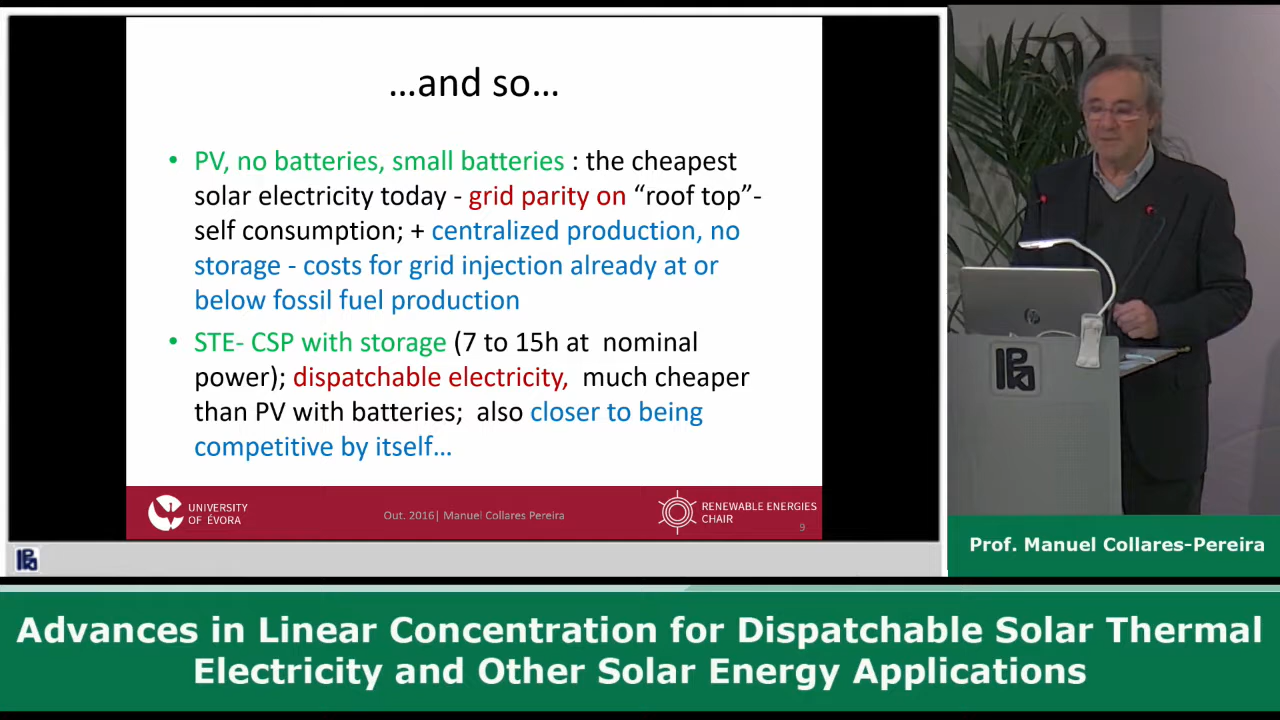 …and so…
• PV, no batteries, small batteries : the cheapest
solar electricity today - grid parity on “roof top”-
self consumption; + centralized production, no
storage - costs for grid injection already at or
below fossil fuel production
• STE- CSP with storage (7 to 15h at nominal
power); dispatchable electricity, much cheaper
than PV with batteries; also closer to being
competitive by itself…
UNIVERSITY
OF ÉVORA
Out. 2016| Manuel Collares Pereira
RENEWABLE ENERGIES
CHAIR
9
Prof. Manuel Collares-Pereira
Advances in Linear Concentration for Dispatchable Solar Thermal
Electricity and Other Solar Energy Applications